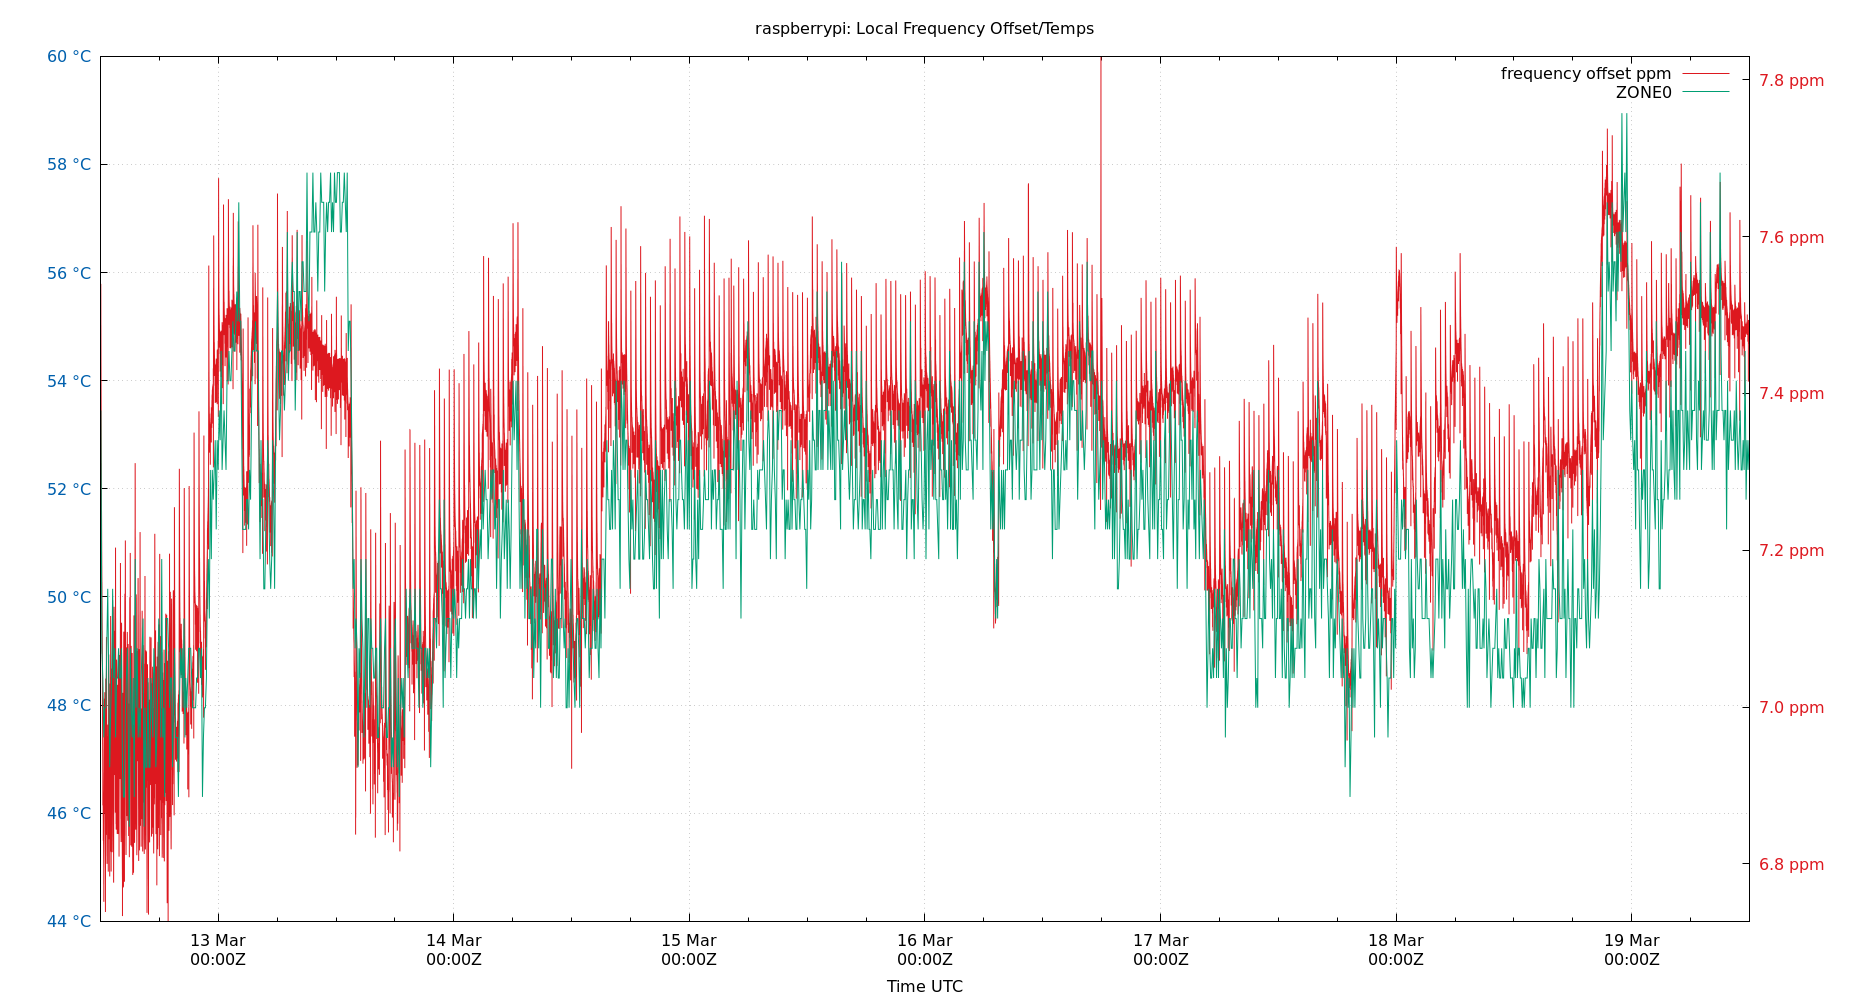 raspberrypi: Local Frequency Offset/Temps
60 °C
58 °C
56 °C
54 °C
52 °C
50 °C
48 °C
46 °C
44 °C
frequency offset ppm
ZONE0
7.8 ppm
7.6 ppm
7.4 ppm
7.2 ppm
7.0 ppm
6.8 ppm
13 Mar
00:00Z
14 Mar
00:00Z
15 Mar
00:00Z
16 Mar
00:00Z
17 Mar
00:00Z
18 Mar
00:00Z
19 Mar
00:00Z
Time UTC